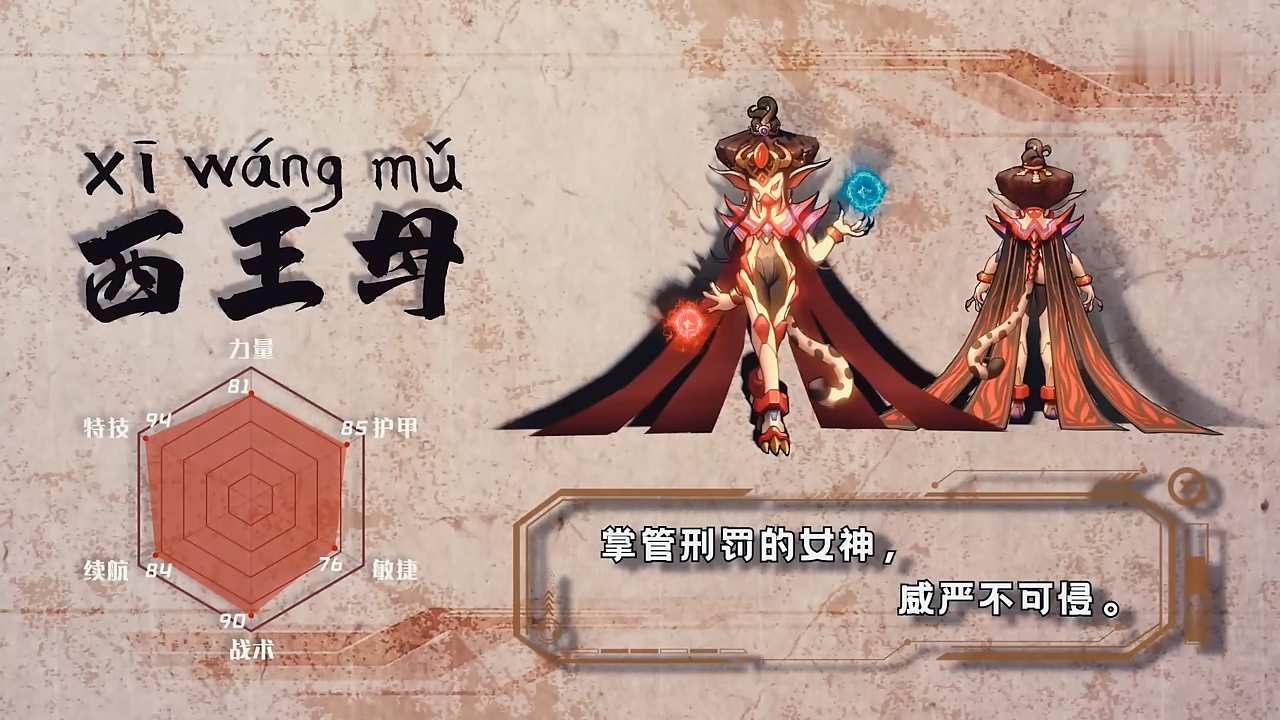 xī wáng mǔ
西王母
力量
81
特技 94
85 护甲
续航 84
76 敏捷
90
战术
掌管刑罚的女神，
威严不可侵。